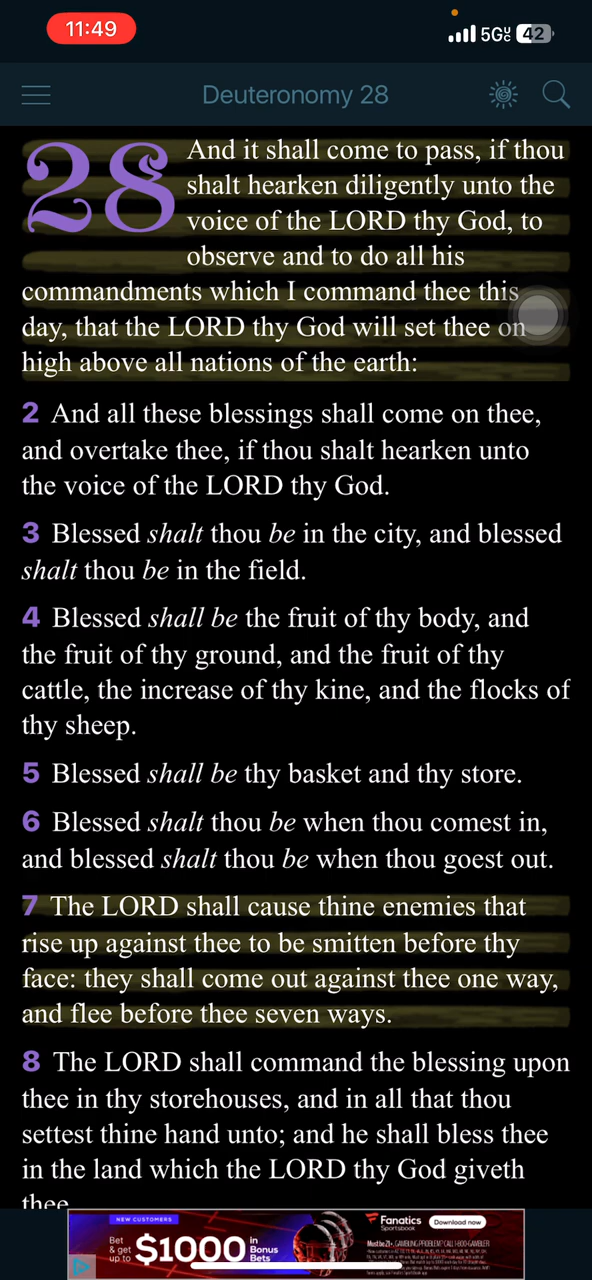 11:49
5G
42
Deuteronomy 28
28 And it shall come to pass, if thou
shalt hearken diligently unto the
voice of the LORD thy God, to
observe and to do all his
commandments which I command thee this
day, that the LORD thy God will set thee on
high above all nations of the earth:
2 And all these blessings shall come on thee,
and overtake thee, if thou shalt hearken unto
the voice of the LORD thy God.
3 Blessed shalt thou be in the city, and blessed
shalt thou be in the field.
4 Blessed shall be the fruit of thy body, and
the fruit of thy ground, and the fruit of thy
cattle, the increase of thy kine, and the flocks of
thy sheep.
5 Blessed shall be thy basket and thy store.
6 Blessed shalt thou be when thou comest in,
and blessed shalt thou be when thou goest out.
7 The LORD shall cause thine enemies that
rise up against thee to be smitten before thy
face: they shall come out against thee one way,
and flee before thee seven ways.
8 The LORD shall command the blessing upon
thee in thy storehouses, and in all that thou
settest thine hand unto; and he shall bless thee
in the land which the LORD thy God giveth
thee
NEW CUSTOMERS
Bet
& get
up to
$1000
in
Bonus
Bets
Fanatics
Sportsbook
Download now
Must be 21+. GAMBLING PROBLEM? CALL 1-800-GAMBLER